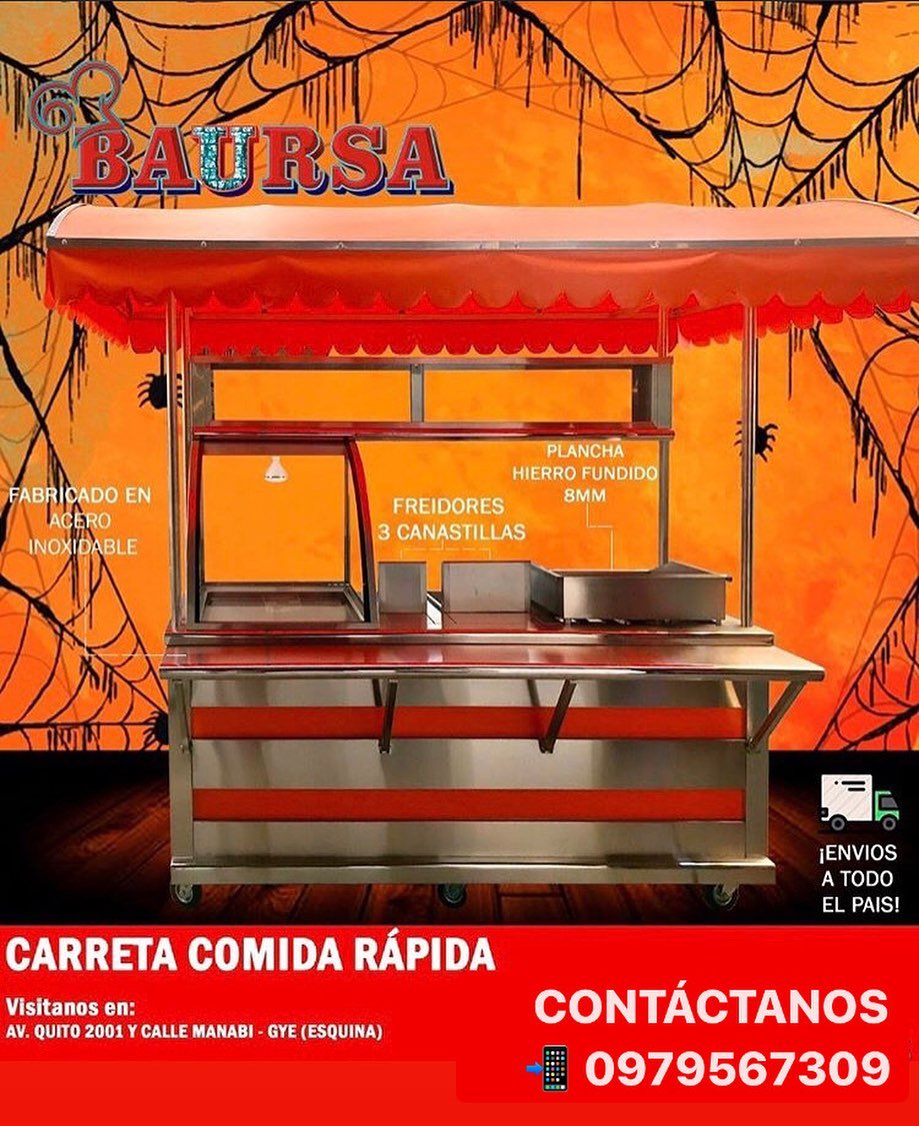 BAURSA
FABRICADO EN
ACERO
INOXIDABLE
FREIDORES
3 CANASTILLAS
PLANCHA
HIERRO FUNDIDO
8MM
¡ENVIOS
A TODO
EL PAIS!
CARRETA COMIDA RÁPIDA
Visitanos en:
AV. QUITO 2001 Y CALLE MANABI - GYE (ESQUINA)
CONTÁCTANOS
0979567309